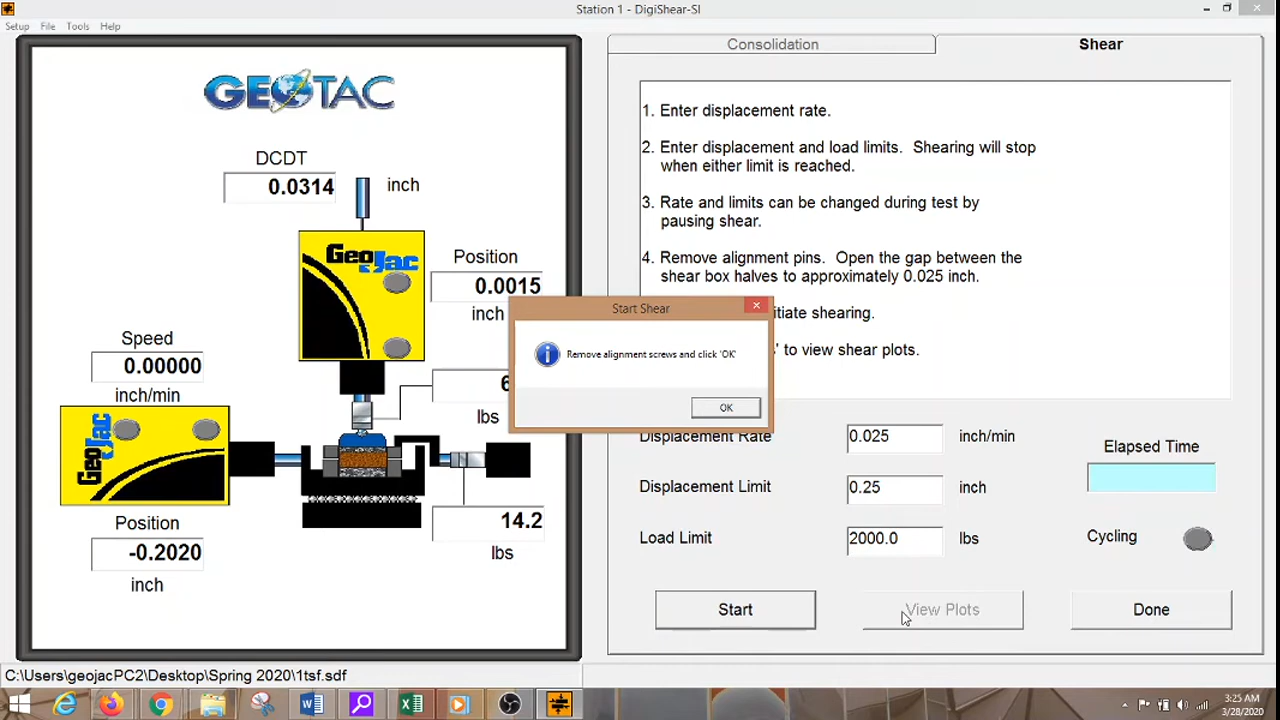 Station 1 - DigiShear-SI
Setup File Tools Help
Consolidation
Shear
GEOTAC
DCDT
0.0314
inch
GeoJac
Position
0.0015
inch
1. Enter displacement rate.
2. Enter displacement and load limits. Shearing will stop
when either limit is reached.
3. Rate and limits can be changed during test by
pausing shear.
4. Remove alignment pins. Open the gap between the
shear box halves to approximately 0.025 inch.
itiate shearing.
' to view shear plots.
Start Shear
Remove alignment screws and click 'OK'
OK
Speed
0.00000
inch/min
GeoJac
Position
-0.2020
inch
6
lbs
14.2
lbs
Displacement Rate
0.025
inch/min
Displacement Limit
0.25
inch
Load Limit
2000.0
lbs
Elapsed Time
Cycling
Start
View Plots
Done
C:\Users\geojacPC2\Desktop\Spring 2020\1tsf.sdf
3:25 AM
3/28/2020